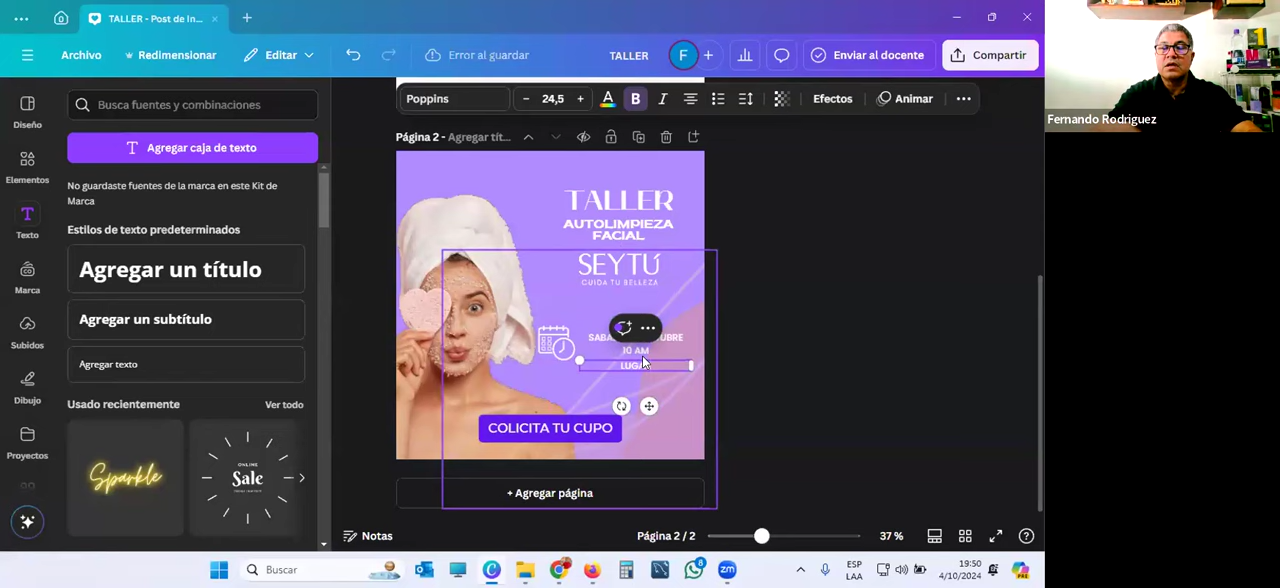 TALLER - Post de In...
Archivo
Redimensionar
Editar
Error al guardar
TALLER
F
Enviar al docente
Compartir
Fernando Rodriguez
Diseño
Elementos
Texto
Marca
Subidos
Dibujo
Proyectos
Busca fuentes y combinaciones
Agregar caja de texto
No guardaste fuentes de la marca en este Kit de
Marca
Estilos de texto predeterminados
Agregar un título
Agregar un subtítulo
Agregar texto
Usado recientemente
Ver todo
Sparkle
ONLINE
Sale
Poppins
24,5
A
B
I
Efectos
Animar
Página 2 - Agregar tít...
TALLER
AUTOLIMPIEZA
FACIAL
SEYTÚ
CUIDA TU BELLEZA
10 AM
COLICITA TU CUPO
+ Agregar página
Notas
Página 2 / 2
37 %
Buscar
8
zm
ESP
LAA
19:50
4/10/2024